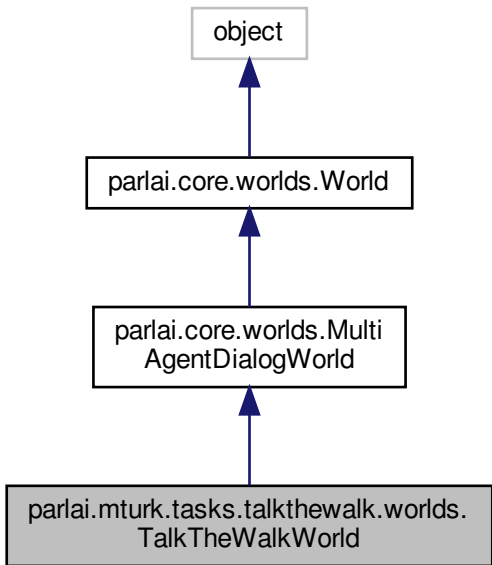 object
parlai.core.worlds.World
parlai.core.worlds.Multi
AgentDialogWorld
parlai.mturk.tasks.talkthewalk.worlds.
TalkTheWalkWorld